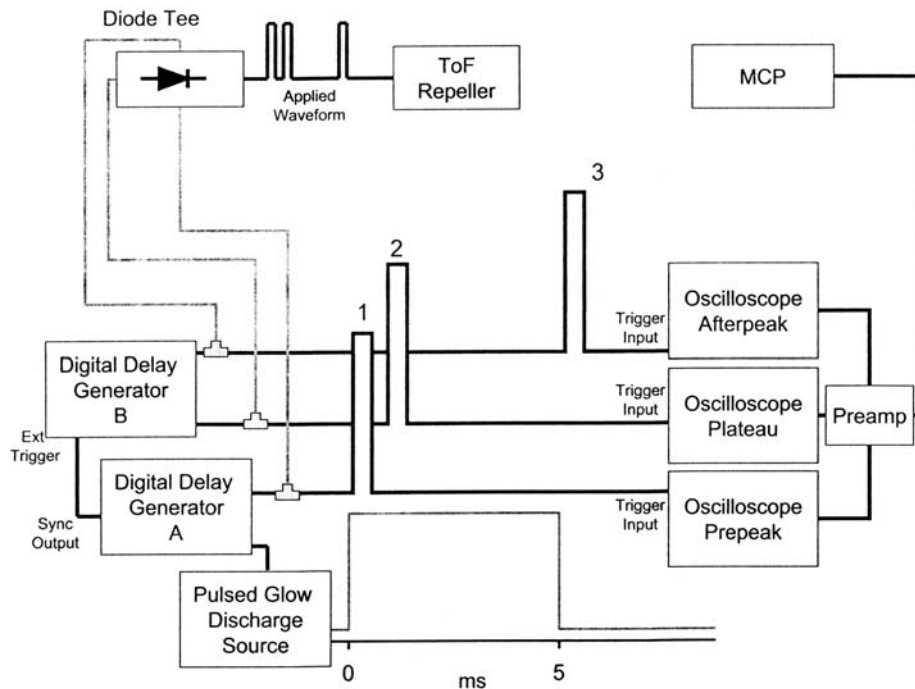 Diode Tee
Applied
Waveform
ToF
Repeller
MCP
3
2
1
Trigger
Input
Oscilloscope
Afterpeak
Digital Delay
Generator
B
Trigger
Input
Oscilloscope
Plateau
Preamp
Ext
Trigger
Digital Delay
Generator
A
Sync
Output
Trigger
Input
Oscilloscope
Prepeak
Pulsed Glow
Discharge
Source
0
5
ms